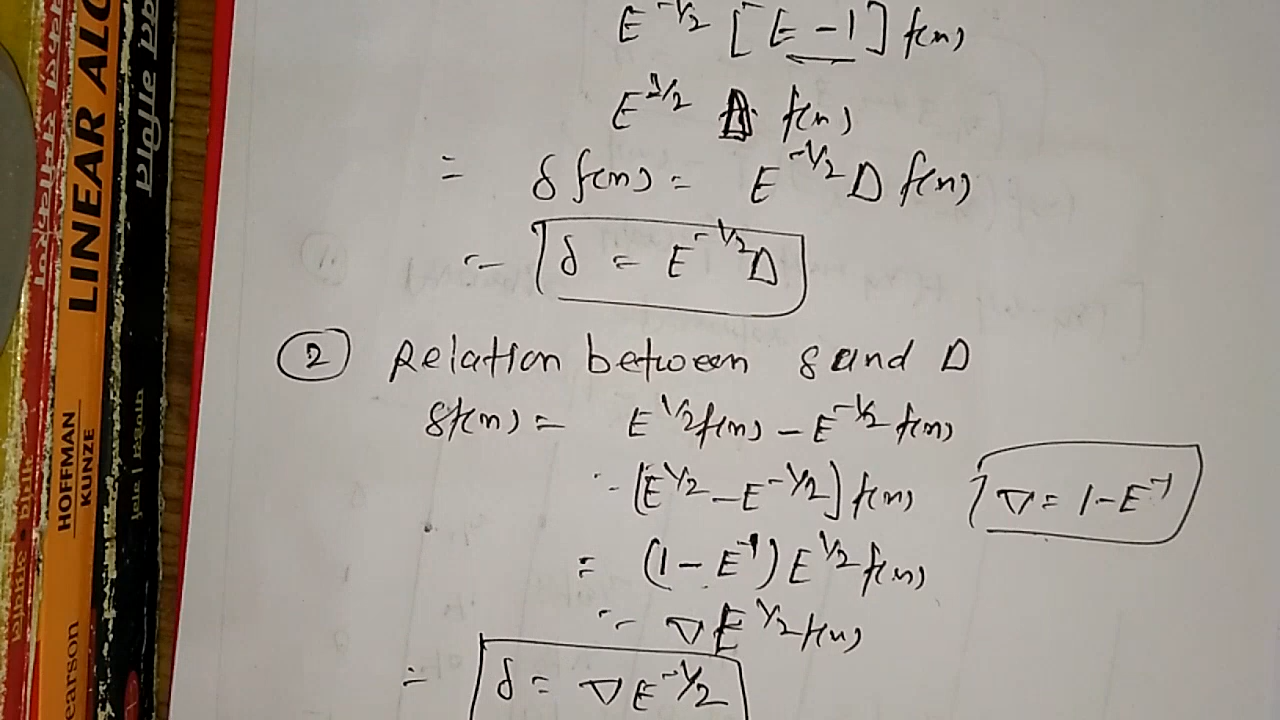 E^-1/2 [E - 1] f(n)
E^1/2 Δ f(n)
= δ f(n) = E^-1/2 Δ f(n)
= δ = E^-1/2 Δ
② Relation between δ and Δ
δf(n) = E^1/2 f(n) - E^-1/2 f(n)
= [E^1/2 - E^-1/2] f(n)
∇ = 1 - E^-1
= (1 - E^-1) E^1/2 f(n)
= ∇ E^1/2 f(n)
= δ = ∇ E^-1/2
LINEAR ALG
HOFFMAN
KUNZE
earson